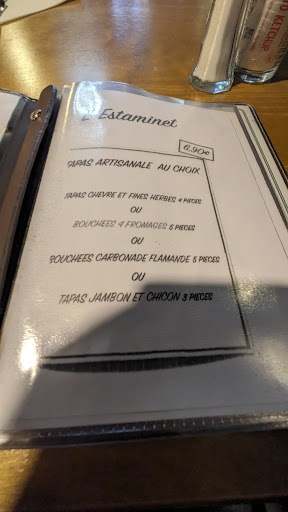 L'Estaminet
6.90€
TAPAS ARTISANALE AU CHOIX
TAPAS CHEVRE ET FINES HERBES 4 PIECES
OU
BOUCHEES 4 FROMAGES 5 PIECES
OU
BOUCHEES CARBONADE FLAMANDE 5 PIECES
OU
TAPAS JAMBON ET CHICON 3 PIECES
KETCHUP